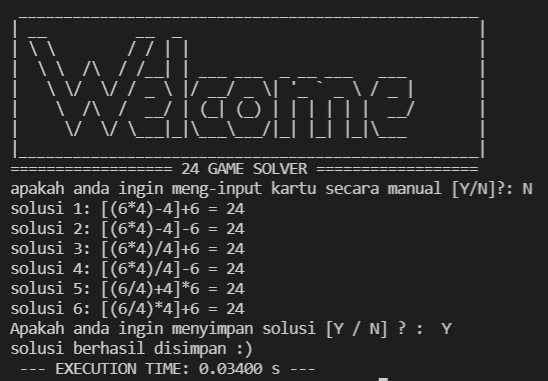 Welcome
================== 24 GAME SOLVER ==================
apakah anda ingin meng-input kartu secara manual [Y/N]?: N
solusi 1: [(6*4)-4]+6 = 24
solusi 2: [(6*4)-4]-6 = 24
solusi 3: [(6*4)/4]+6 = 24
solusi 4: [(6*4)/4]-6 = 24
solusi 5: [(6/4)+4]*6 = 24
solusi 6: [(6/4)*4]+6 = 24
Apakah anda ingin menyimpan solusi [Y / N] ? :  Y
solusi berhasil disimpan :)
--- EXECUTION TIME: 0.03400 s ---